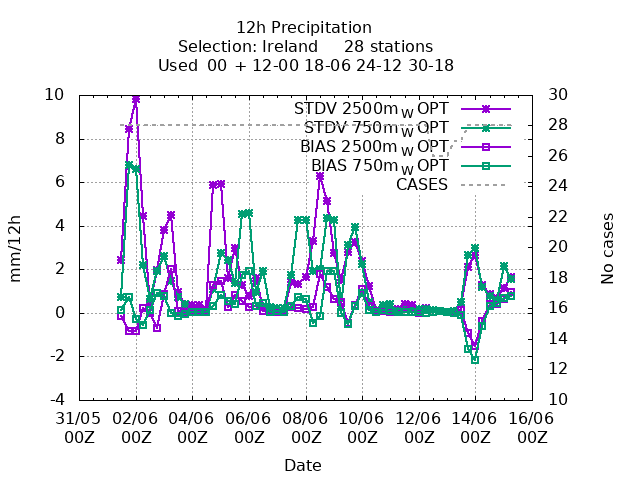 12h Precipitation
Selection: Ireland 28 stations
Used 00 + 12-00 18-06 24-12 30-18
STDV 2500m_W OPT
STDV 750m_W OPT
BIAS 2500m_W OPT
BIAS 750m_W OPT
CASES
10
8
6
4
2
0
-2
-4
mm/12h
30
28
26
24
22
20
18
16
14
12
10
No cases
31/05 02/06 04/06 06/06 08/06 10/06 12/06 14/06 16/06
00Z 00Z 00Z 00Z 00Z 00Z 00Z 00Z 00Z
Date